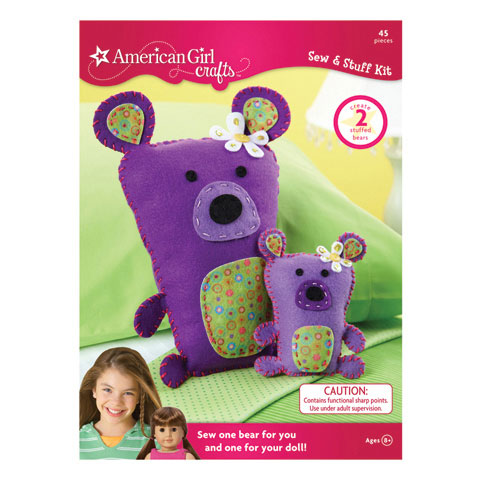 45
pieces
American Girl
crafts™
Sew & Stuff Kit
create
2
stuffed
bears
CAUTION:
Contains functional sharp points.
Use under adult supervision.
Sew one bear for you
and one for your doll!
Ages 8+